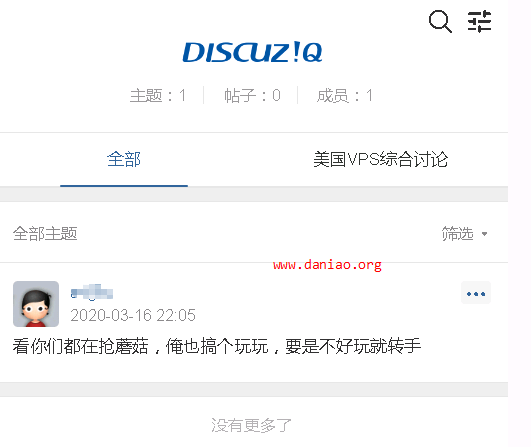 DISCUZ!Q
主题：1 帖子：0 成员：1
全部 美国VPS综合讨论
全部主题 筛选
www.daniao.org
2020-03-16 22:05
看你们都在抢蘑菇，俺也搞个玩玩，要是不好玩就转手
没有更多了